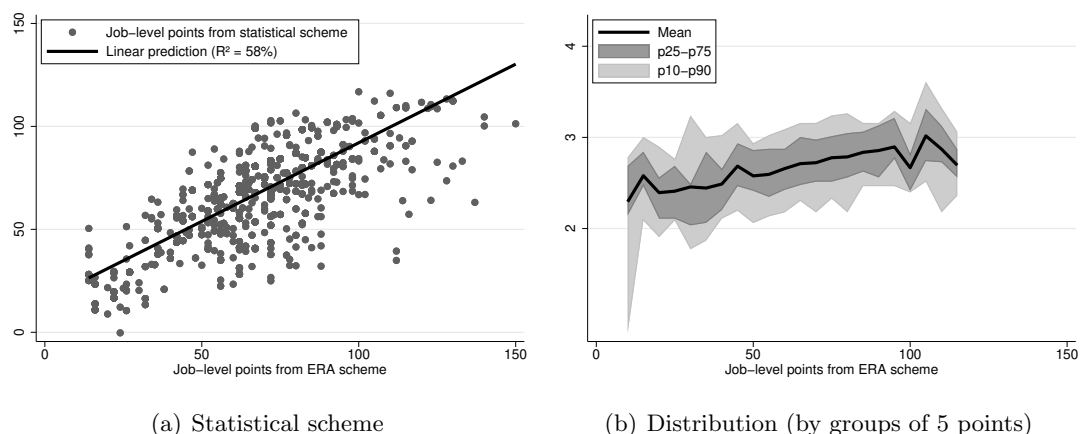 150
100
50
0
Job-level points from statistical scheme
Linear prediction (R² = 58%)
0 50 100 150
Job-level points from ERA scheme
(a) Statistical scheme
4
3
2
Mean
p25-p75
p10-p90
0 50 100 150
Job-level points from ERA scheme
(b) Distribution (by groups of 5 points)